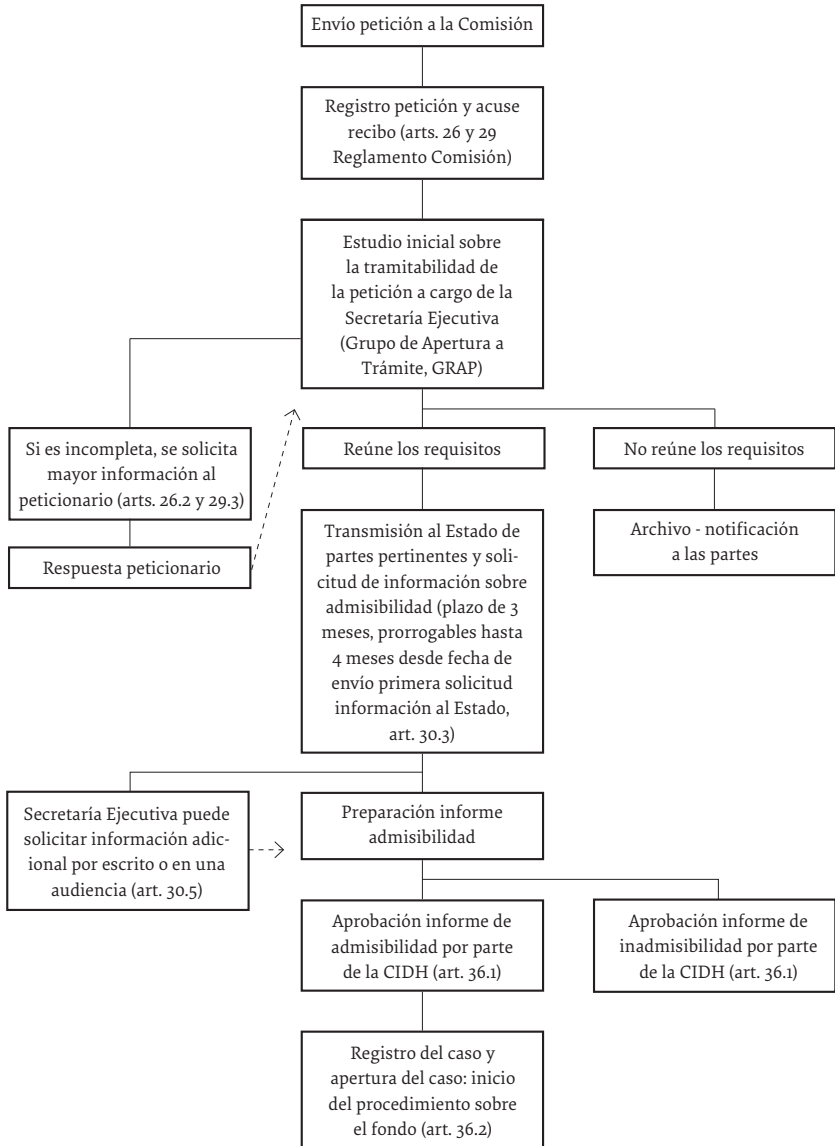 Envío petición a la Comisión
Registro petición y acuse
recibo (arts. 26 y 29
Reglamento Comisión)
Estudio inicial sobre
la tramitabilidad de
la petición a cargo de la
Secretaría Ejecutiva
(Grupo de Apertura a
Trámite, GRAP)
Si es incompleta, se solicita
mayor información al
peticionario (arts. 26.2 y 29.3)
Respuesta peticionario
Reúne los requisitos
No reúne los requisitos
Archivo - notificación
a las partes
Transmisión al Estado de
partes pertinentes y soli-
citud de información sobre
admisibilidad (plazo de 3
meses, prorrogables hasta
4 meses desde fecha de
envío primera solicitud
información al Estado,
art. 30.3)
Secretaría Ejecutiva puede
solicitar información adic-
ional por escrito o en una
audiencia (art. 30.5)
Preparación informe
admisibilidad
Aprobación informe de
admisibilidad por parte
de la CIDH (art. 36.1)
Aprobación informe de
inadmisibilidad por parte
de la CIDH (art. 36.1)
Registro del caso y
apertura del caso: inicio
del procedimiento sobre
el fondo (art. 36.2)